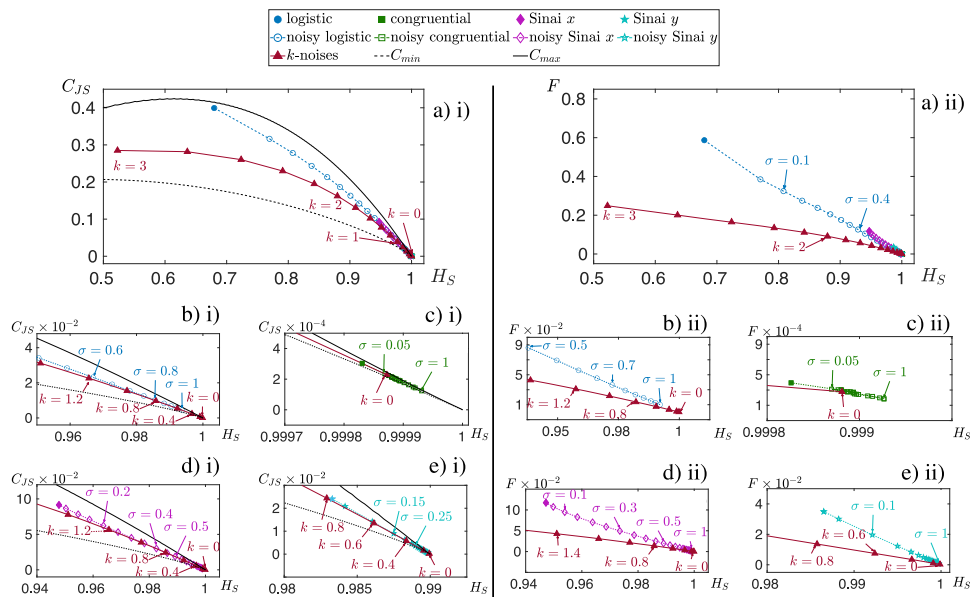 logistic congruential Sinai x Sinai y
noisy logistic noisy congruential noisy Sinai x noisy Sinai y
k-noises C_min C_max
C_JS a) i)
0.4
0.3
0.2
0.1
0
k = 3
k = 2
k = 1
k = 0
0.5 0.6 0.7 0.8 0.9 1 H_S
F a) ii)
0.8
0.6
0.4
0.2
0
σ = 0.1
σ = 0.4
k = 3
k = 2
0.5 0.6 0.7 0.8 0.9 1 H_S
C_JS × 10⁻² b) i)
4
2
0
σ = 0.6
σ = 0.8
σ = 1
k = 0
k = 1.2
k = 0.8
k = 0.4
0.96 0.98 1 H_S
C_JS × 10⁻⁴ c) i)
4
2
0
σ = 0.05
σ = 1
k = 0
0.9997 0.9998 0.9999 1 H_S
F × 10⁻² b) ii)
9
5
3
1
σ = 0.5
σ = 0.7
σ = 1
k = 0
k = 1.2
k = 0.8
0.95 0.98 1 H_S
F × 10⁻⁴ c) ii)
9
5
3
1
σ = 0.05
σ = 1
k = 0
0.9998 0.999 H_S
C_JS × 10⁻² d) i)
10
5
0
σ = 0.2
σ = 0.4
σ = 0.5
k = 1.2
k = 0.8
k = 0.4
k = 0
0.94 0.96 0.98 1 H_S
C_JS × 10⁻² e) i)
4
2
0
σ = 0.15
σ = 0.25
k = 0.8
k = 0.6
k = 0.4
k = 0
0.98 0.985 0.99 H_S
F × 10⁻² d) ii)
10
5
0
σ = 0.1
σ = 0.3
σ = 0.5
σ = 1
k = 1.4
k = 0.8
k = 0
0.94 0.95 0.96 0.97 0.98 0.99 1 H_S
F × 10⁻² e) ii)
4
2
0
σ = 0.1
σ = 1
k = 0.6
k = 0.8
k = 0
0.98 0.99 1 H_S